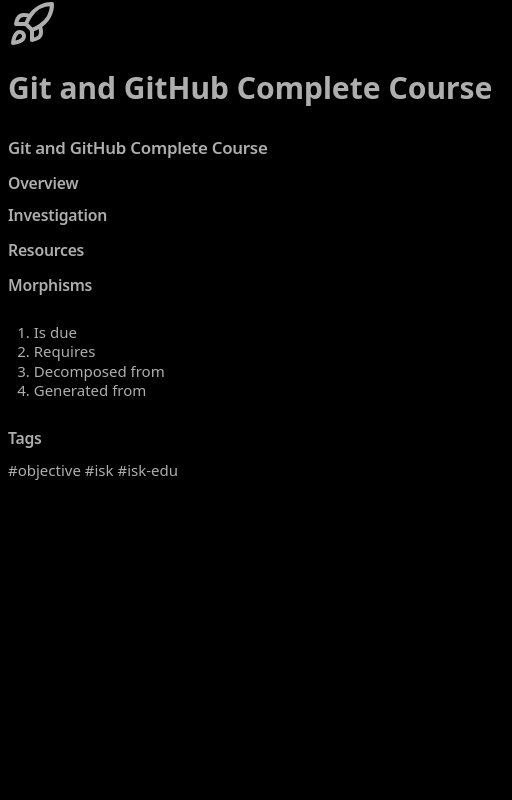 Git and GitHub Complete Course
Git and GitHub Complete Course
Overview
Investigation
Resources
Morphisms
1. Is due
2. Requires
3. Decomposed from
4. Generated from
Tags
#objective #isk #isk-edu